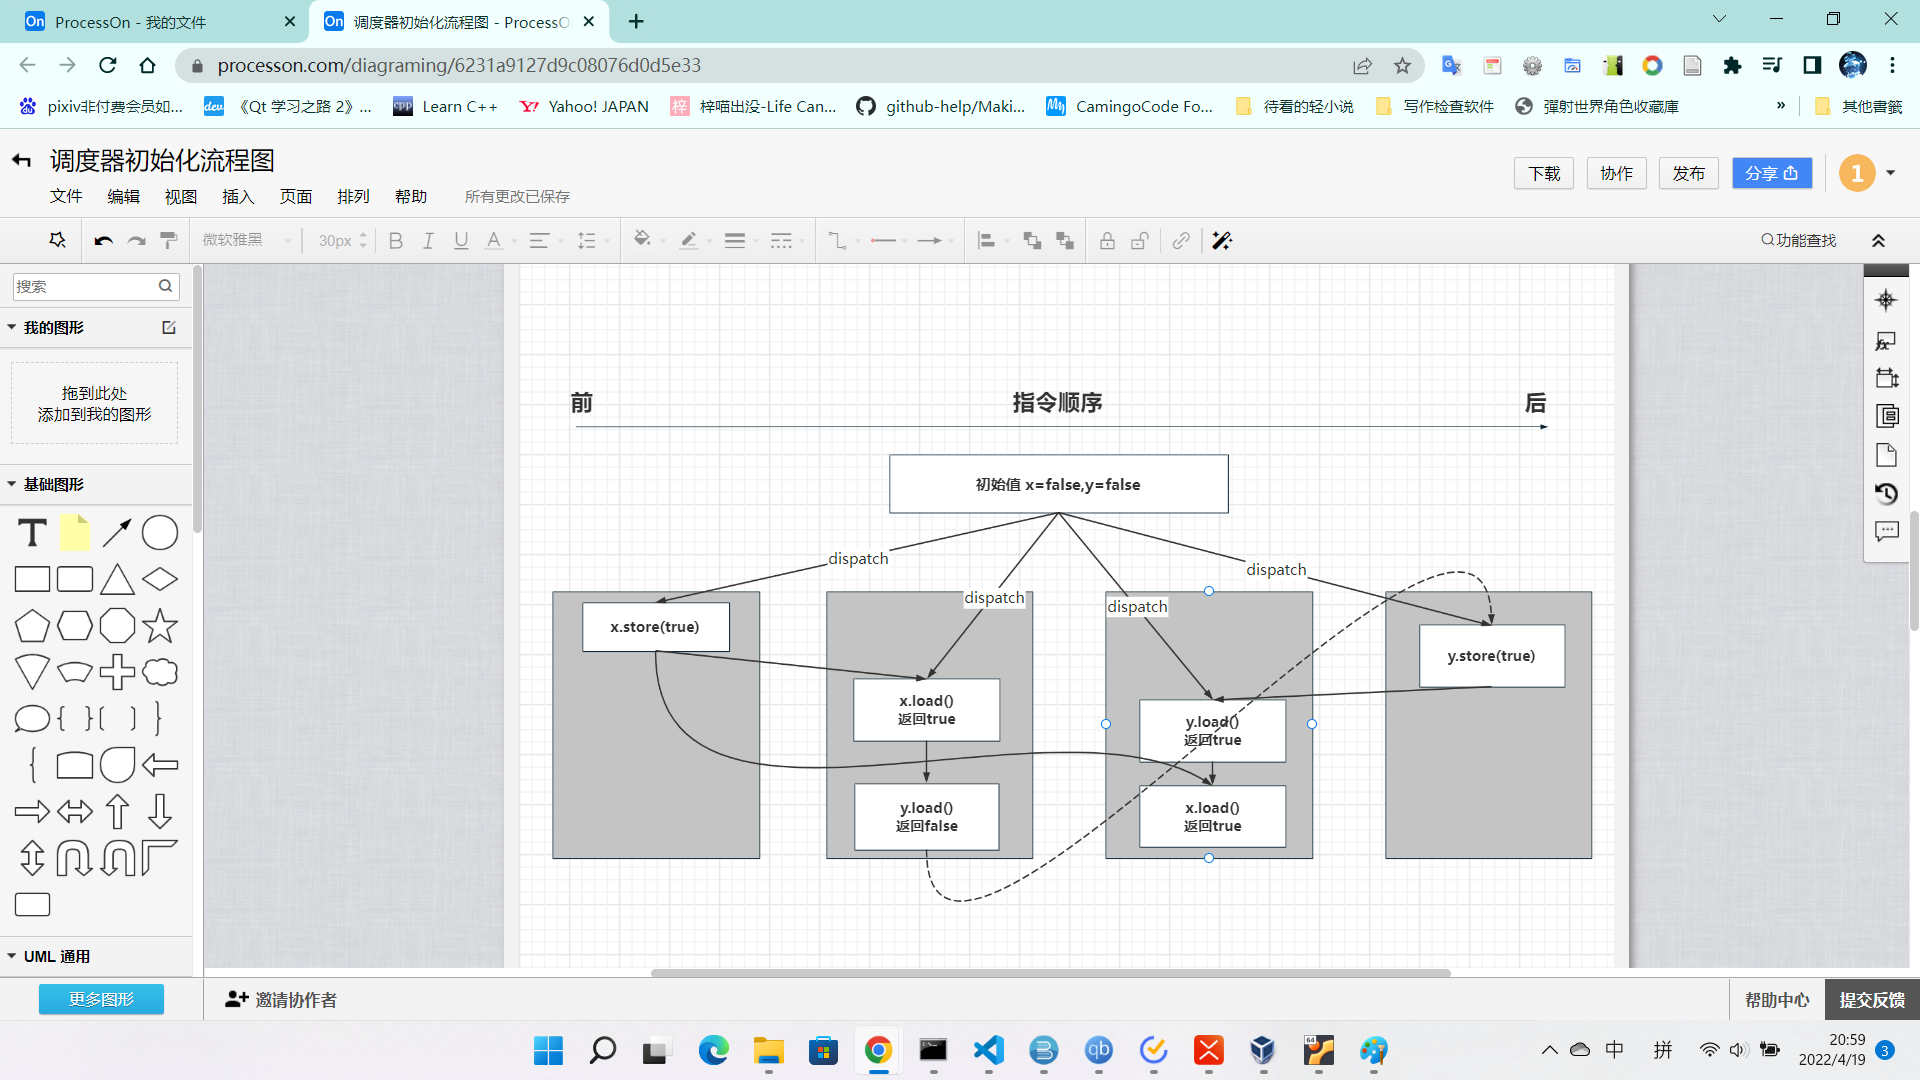 ProcessOn - 我的文件
调度器初始化流程图 - ProcessO
processon.com/diagraming/6231a9127d9c08076d0d5e33
pixiv非付费会员如...
《Qt 学习之路 2》...
Learn C++
Yahoo! JAPAN
梓喵出没-Life Can...
github-help/Maki...
CamingoCode Fo...
待看的轻小说
写作检查软件
彈射世界角色收藏庫
»
其他書籤
调度器初始化流程图
下载
协作
发布
分享
1
文件
编辑
视图
插入
页面
排列
帮助
所有更改已保存
微软雅黑
30px
B
I
U
A
功能查找
搜索
我的图形
拖到此处
添加到我的图形
基础图形
T
UML 通用
更多图形
前
指令顺序
后
初始值 x=false,y=false
dispatch
dispatch
dispatch
dispatch
x.store(true)
x.load()
返回true
y.load()
返回false
y.load()
返回true
x.load()
返回true
y.store(true)
邀请协作者
帮助中心
提交反馈
中
拼
20:59
2022/4/19
3